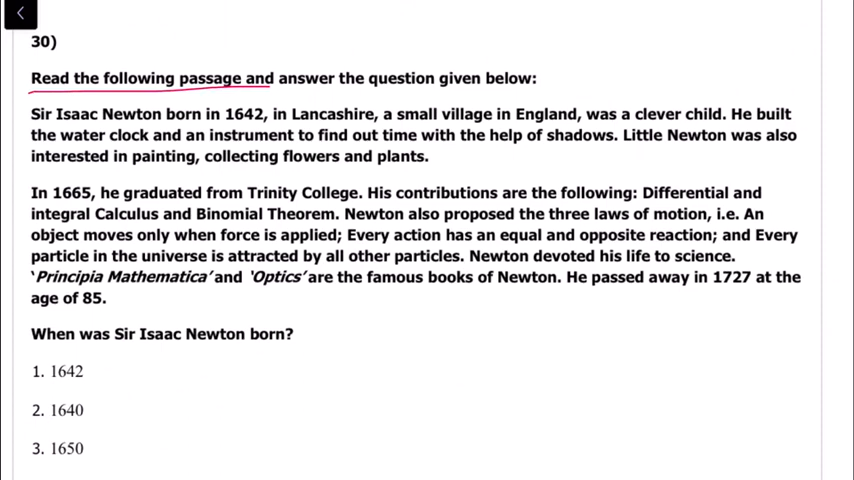 30)
Read the following passage and answer the question given below:
Sir Isaac Newton born in 1642, in Lancashire, a small village in England, was a clever child. He built
the water clock and an instrument to find out time with the help of shadows. Little Newton was also
interested in painting, collecting flowers and plants.
In 1665, he graduated from Trinity College. His contributions are the following: Differential and
integral Calculus and Binomial Theorem. Newton also proposed the three laws of motion, i.e. An
object moves only when force is applied; Every action has an equal and opposite reaction; and Every
particle in the universe is attracted by all other particles. Newton devoted his life to science.
‘Principia Mathematica’ and ‘Optics’ are the famous books of Newton. He passed away in 1727 at the
age of 85.
When was Sir Isaac Newton born?
1. 1642
2. 1640
3. 1650